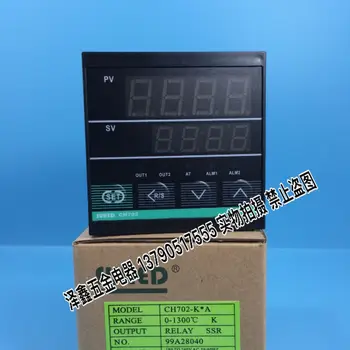 PV
SV
OUT1 OUT2 AT ALM1 ALM2
SET <R/S
CH702
泽鑫五金电器 13790517555 实物拍摄 禁止盗图
MODEL CH702-K*A
RANGE 0-1300℃ K
OUTPUT RELAY SSR
NO. 99A28040